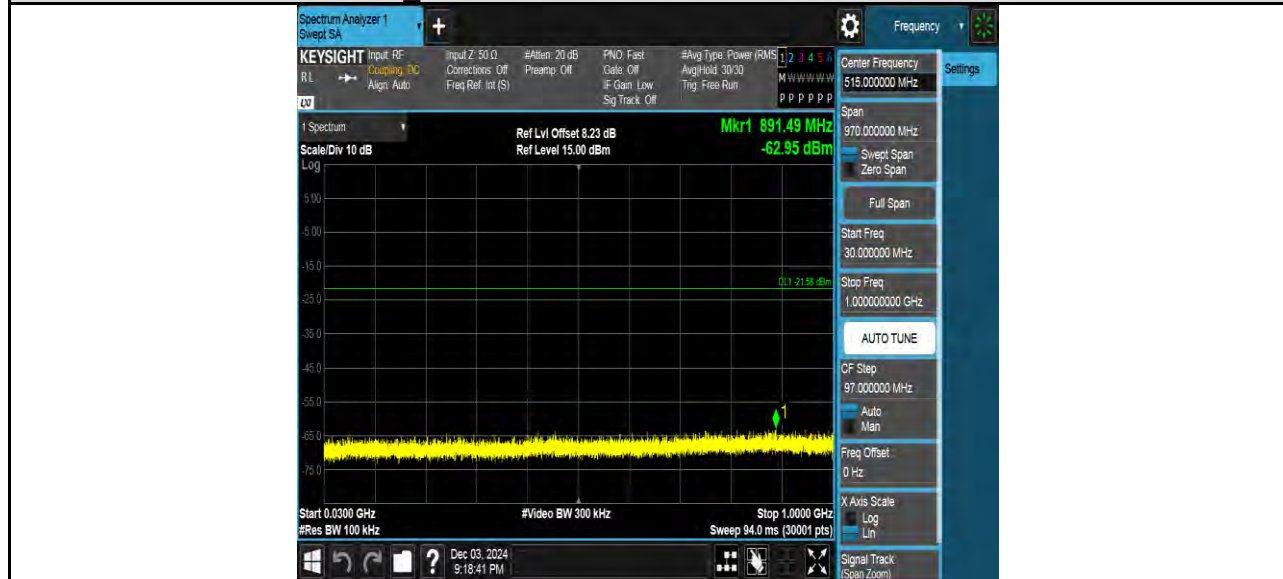 Spectrum Analyzer 1
Swept SA
+
Frequency
KEYSIGHT
Input: RF
Coupling: DC
Align: Auto
RL
LXI
Input Z: 50 Ω
Corrections: Off
Freq Ref: Int (S)
#Atten: 20 dB
Preamp: Off
PNO: Fast
Gate: Off
IF Gain: Low
Sig Track: Off
#Avg Type: Power (RMS
Avg|Hold: 30/30
Trig: Free Run
1 2 3 4 5 6
M W W W W W
P P P P P P
1 Spectrum
Scale/Div 10 dB
Ref Lvl Offset 8.23 dB
Ref Level 15.00 dBm
Mkr1 891.49 MHz
-62.95 dBm
Log
5.00
-5.00
-15.0
-25.0
-35.0
-45.0
-55.0
-65.0
-75.0
DL1 -21.58 dBm
1
Start 0.0300 GHz
#Res BW 100 kHz
#Video BW 300 kHz
Stop 1.0000 GHz
Sweep 94.0 ms (30001 pts)
?
Dec 03, 2024
9:18:41 PM
Center Frequency
515.000000 MHz
Settings
Span
970.000000 MHz
Swept Span
Zero Span
Full Span
Start Freq
30.000000 MHz
Stop Freq
1.000000000 GHz
AUTO TUNE
CF Step
97.000000 MHz
Auto
Man
Freq Offset
0 Hz
X Axis Scale
Log
Lin
Signal Track
(Span Zoom)